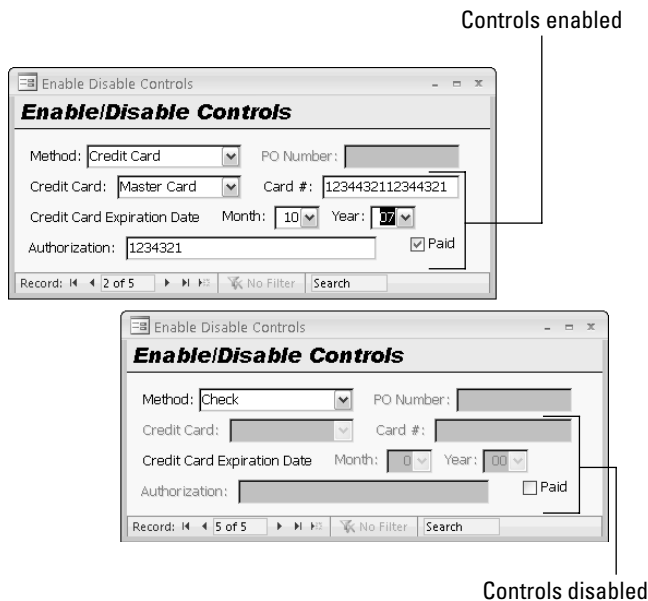 Controls enabled
Enable Disable Controls
Enable/Disable Controls
Method: Credit Card PO Number:
Credit Card: Master Card Card #: 1234432112344321
Credit Card Expiration Date Month: 10 Year: 07
Authorization: 1234321 Paid
Record: 2 of 5 No Filter Search
Enable Disable Controls
Enable/Disable Controls
Method: Check PO Number:
Credit Card: Card #:
Credit Card Expiration Date Month: 0 Year: 00
Authorization: Paid
Record: 5 of 5 No Filter Search
Controls disabled